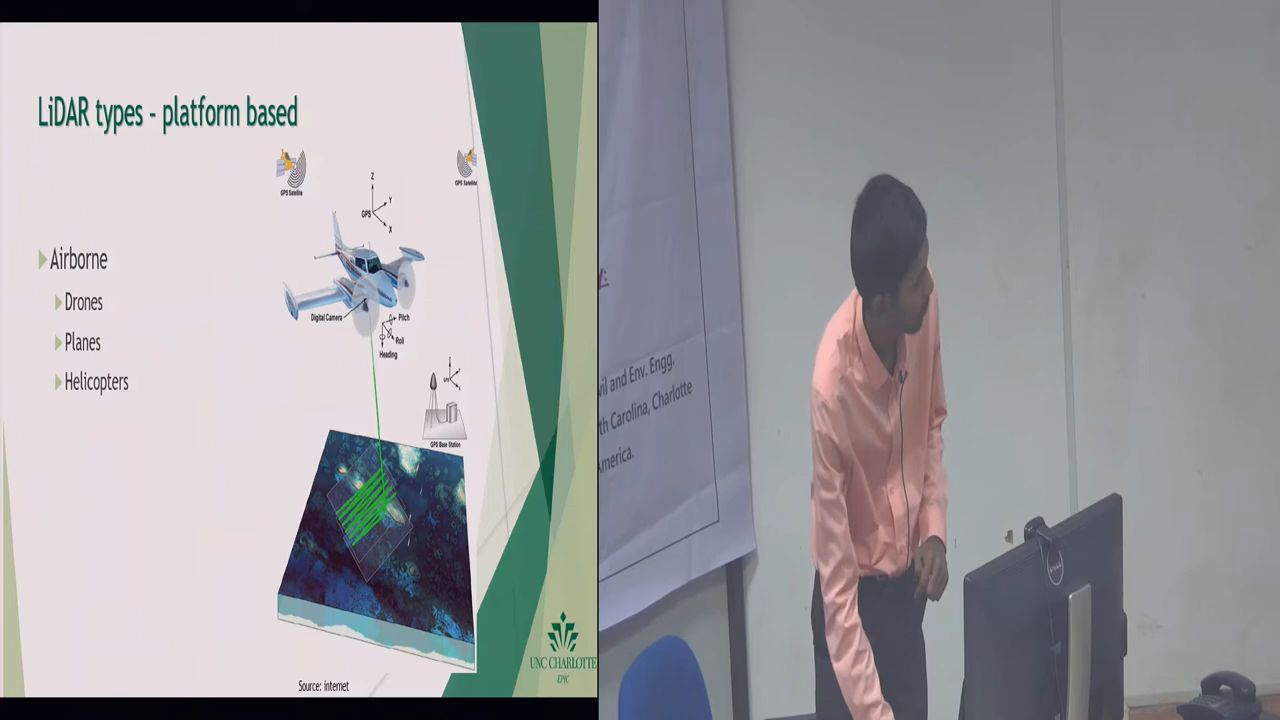 LiDAR types - platform based
GPS Satellite
GPS Satellite
Z
Y
GPS
X
Airborne
Drones
Planes
Helicopters
Digital Camera
Pitch
Roll
Heading
GPS Base Station
UNC CHARLOTTE
EPIC
Source: internet
vil and Env. Engg.
th Carolina, Charlotte
America.
DELL